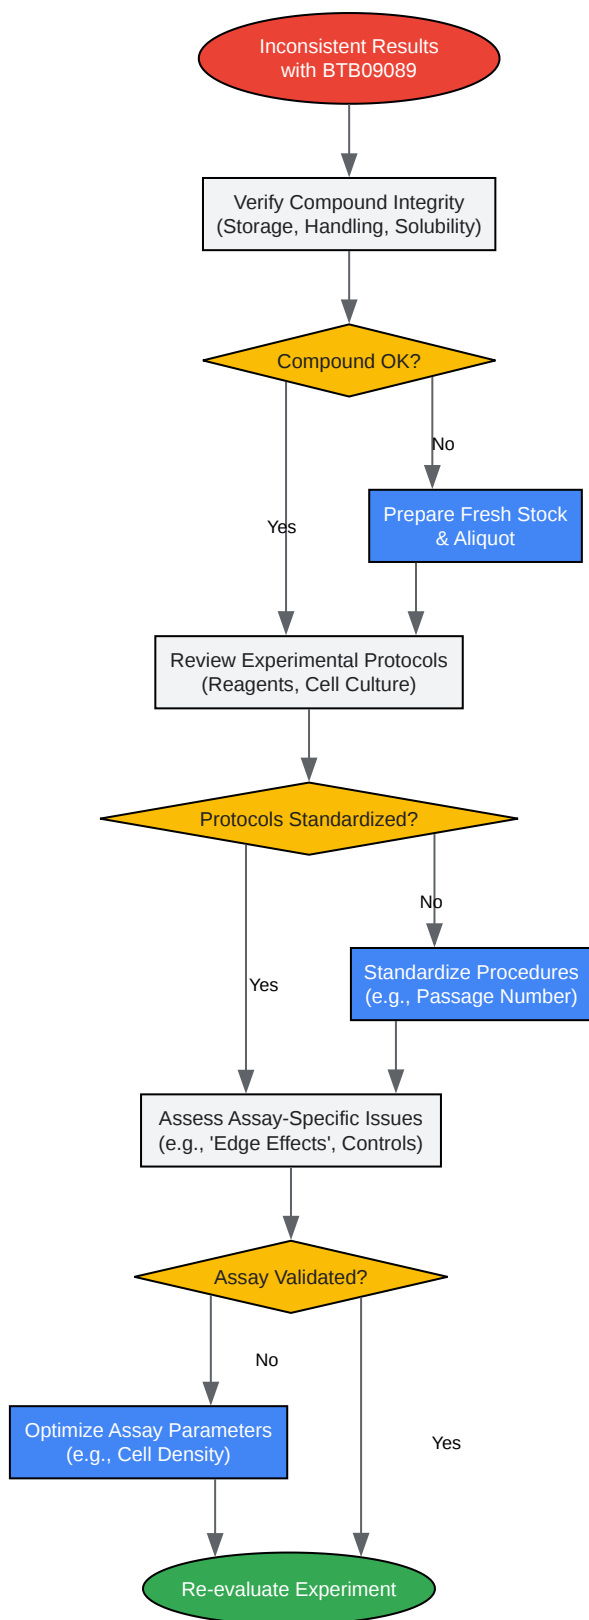 Inconsistent Results
with BTB09089
Verify Compound Integrity
(Storage, Handling, Solubility)
Compound OK?
No
Prepare Fresh Stock
& Aliquot
Yes
Review Experimental Protocols
(Reagents, Cell Culture)
Protocols Standardized?
No
Standardize Procedures
(e.g., Passage Number)
Yes
Assess Assay-Specific Issues
(e.g., 'Edge Effects', Controls)
Assay Validated?
No
Optimize Assay Parameters
(e.g., Cell Density)
Yes
Re-evaluate Experiment